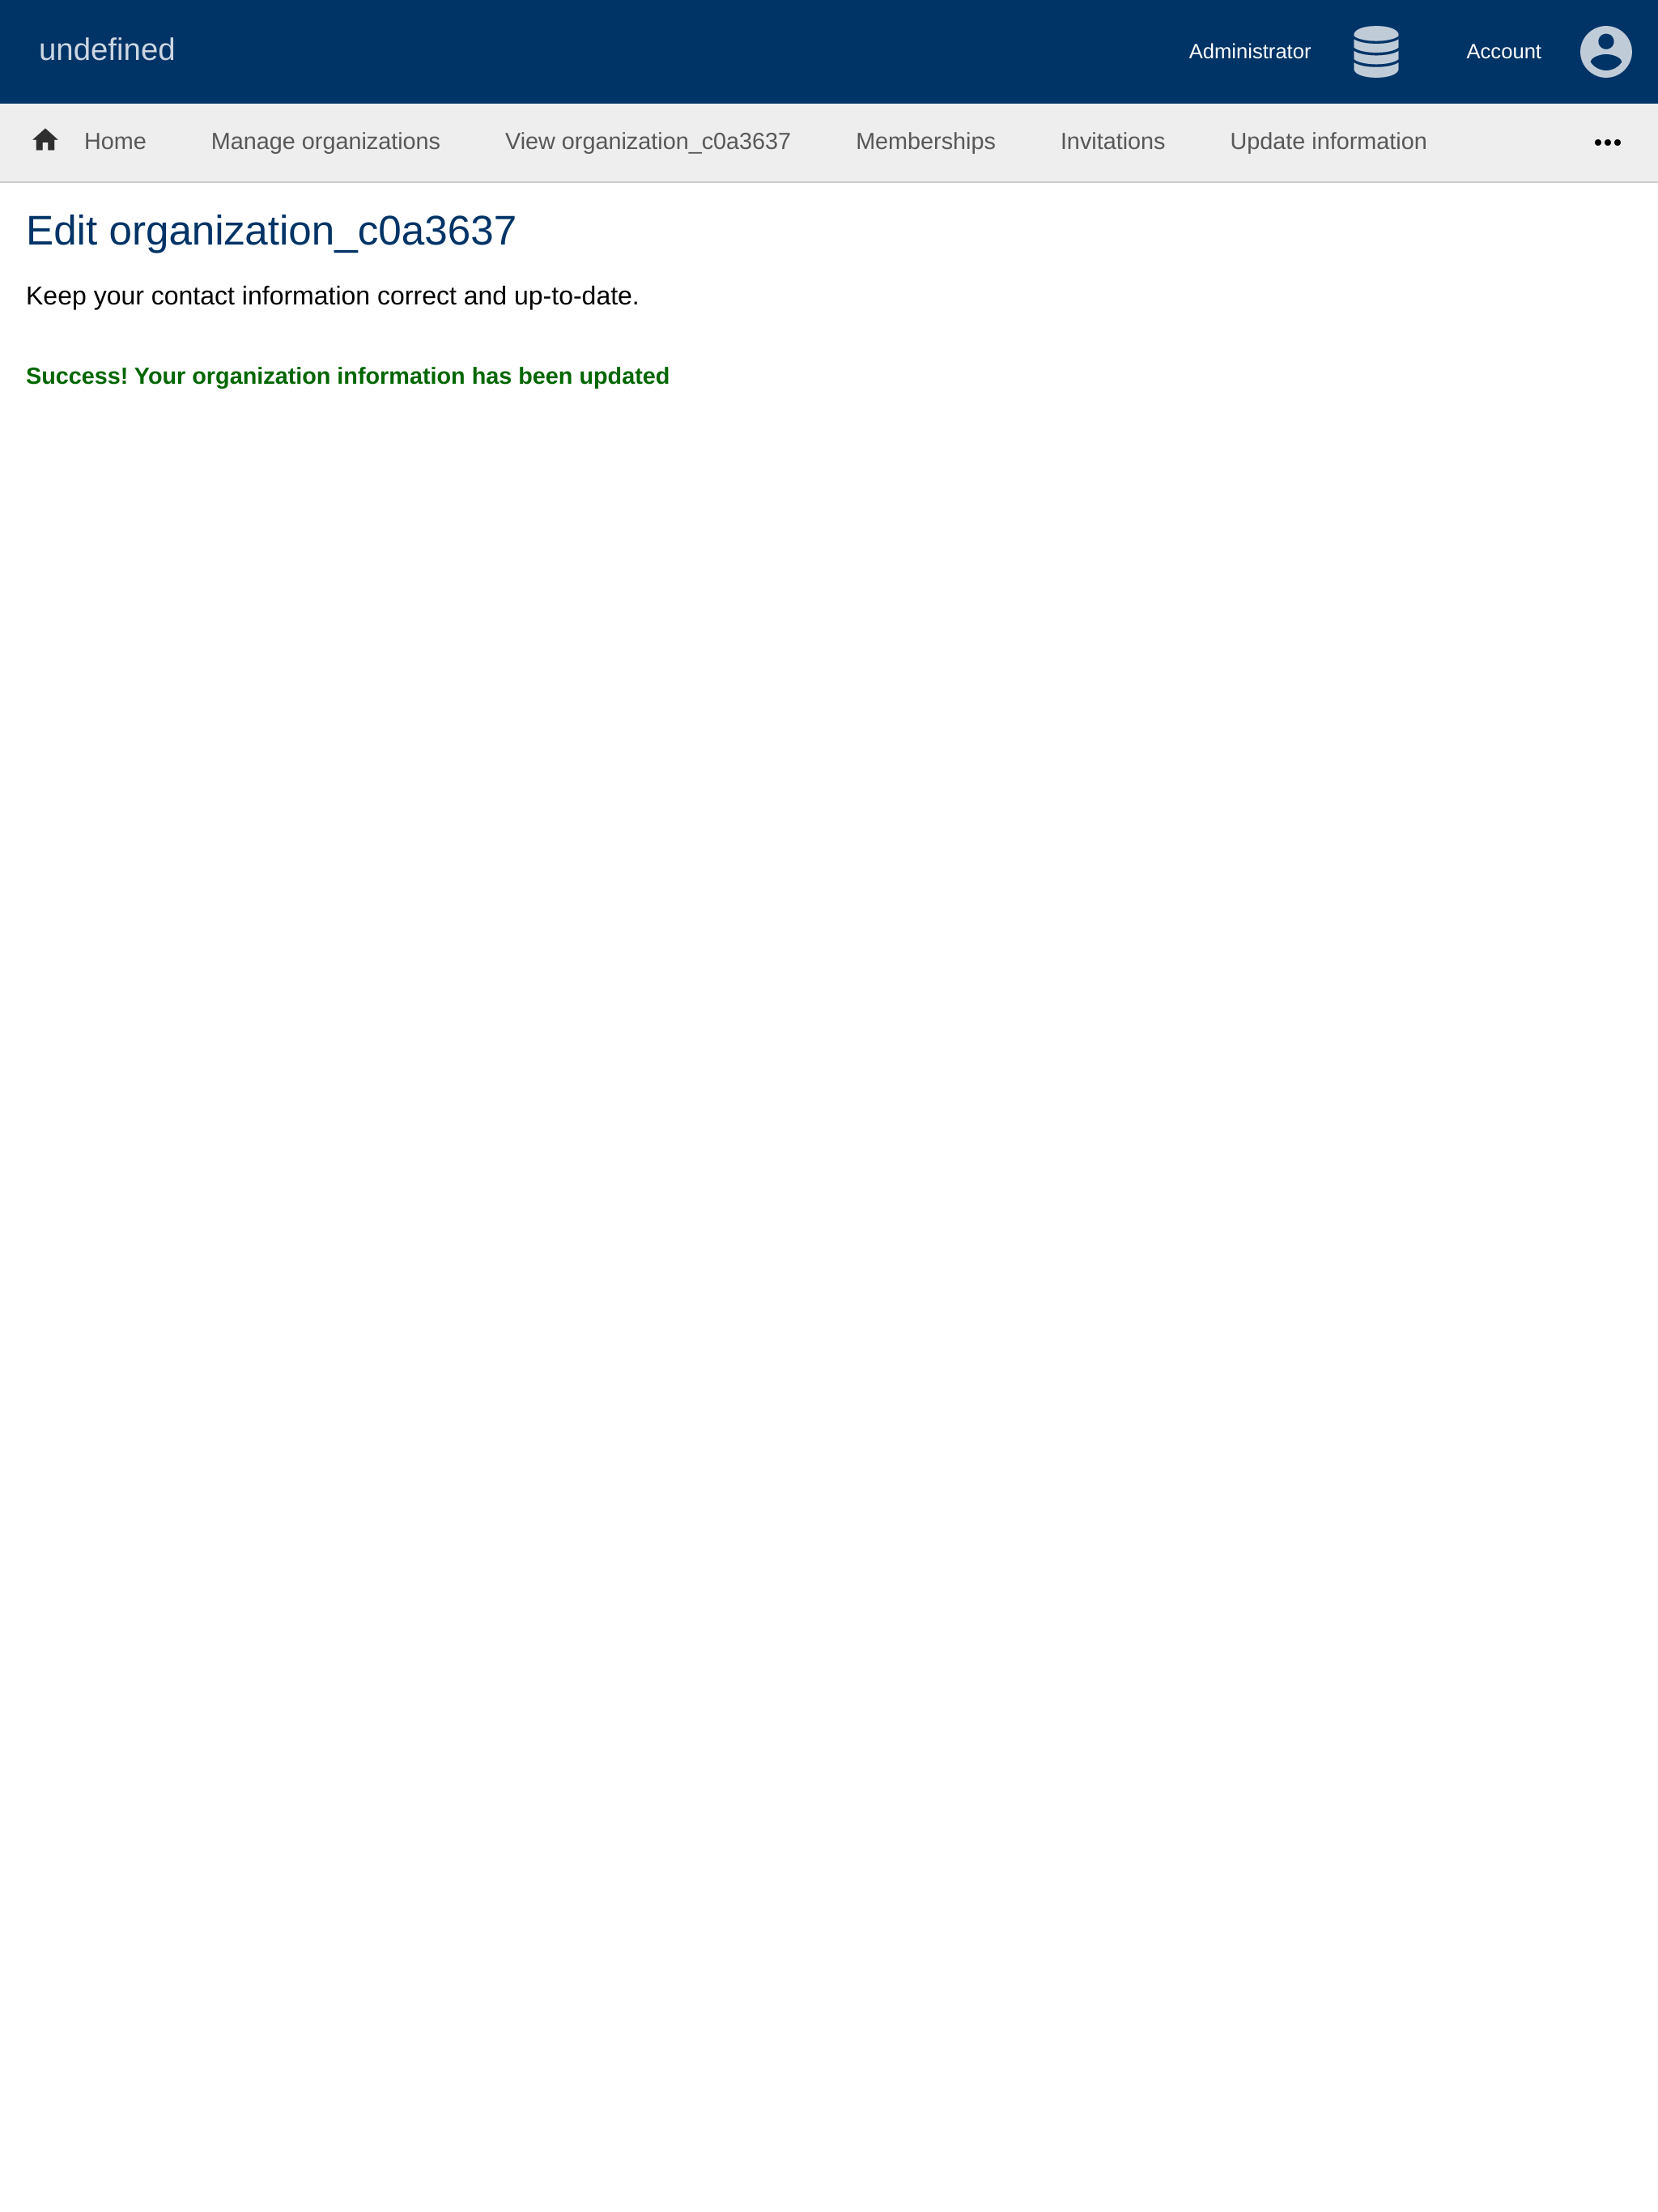 undefined
Administrator
Account
Home
Manage organizations
View organization_c0a3637
Memberships
Invitations
Update information
Edit organization_c0a3637
Keep your contact information correct and up-to-date.
Success! Your organization information has been updated